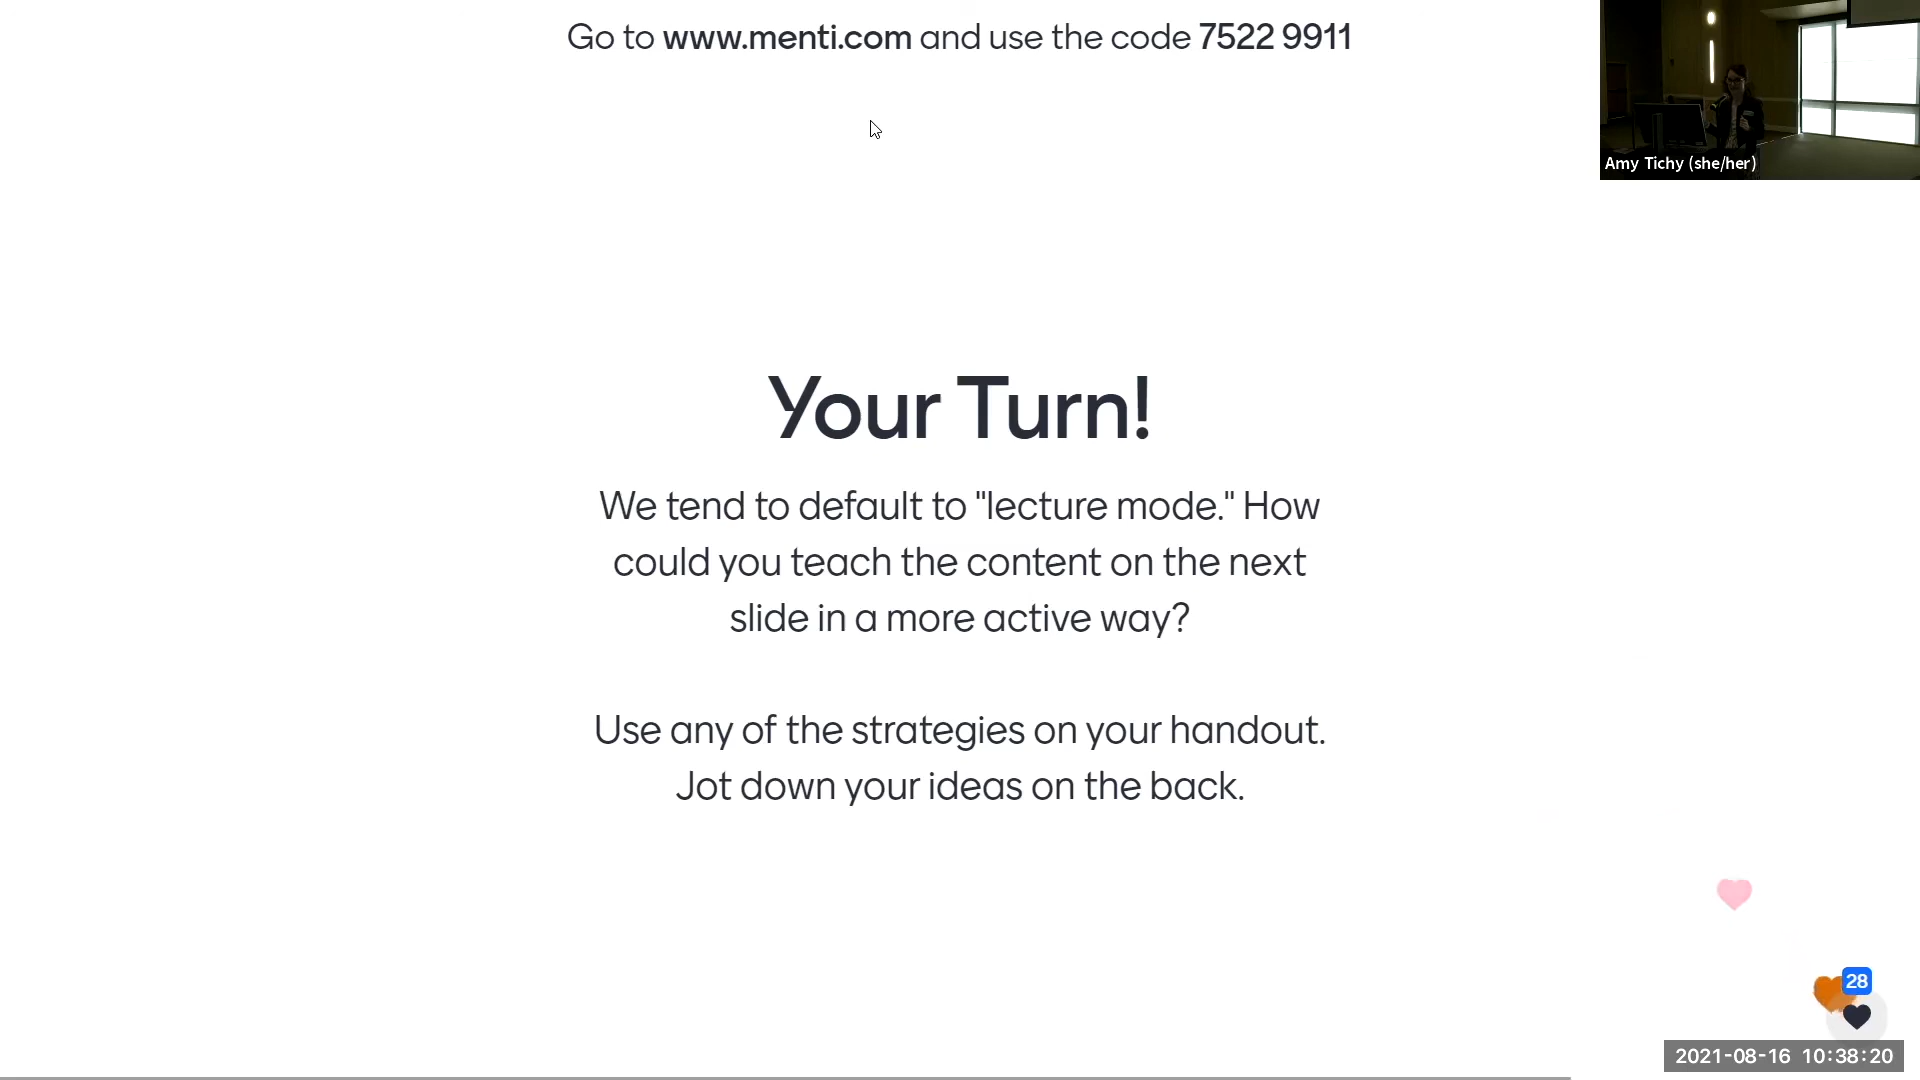 Go to www.menti.com and use the code 7522 9911
Amy Tichy (she/her)
Your Turn!
We tend to default to "lecture mode." How
could you teach the content on the next
slide in a more active way?
Use any of the strategies on your handout.
Jot down your ideas on the back.
28
2021-08-16 10:38:20